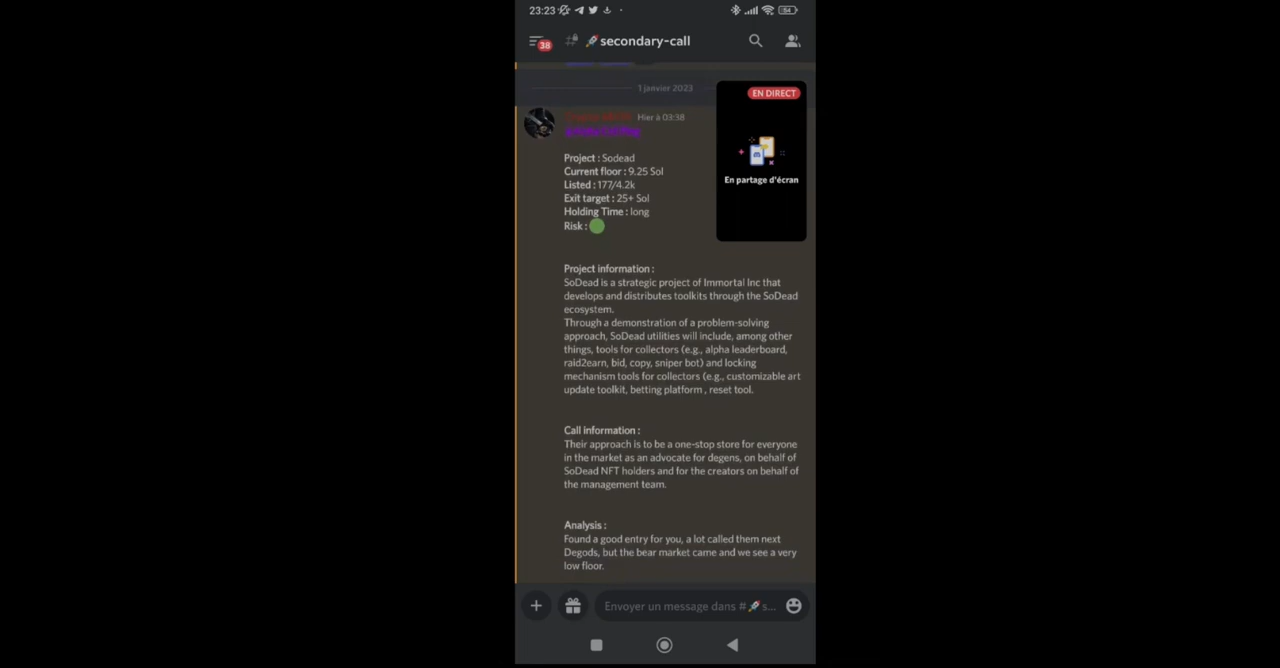 23:23
54
38
secondary-call
1 janvier 2023
EN DIRECT
Hier à 03:38
En partage d'écran
Project : Sodead
Current floor : 9.25 Sol
Listed : 177/4.2k
Exit target : 25+ Sol
Holding Time : long
Risk :
Project information :
SoDead is a strategic project of Immortal Inc that
develops and distributes toolkits through the SoDead
ecosystem.
Through a demonstration of a problem-solving
approach, SoDead utilities will include, among other
things, tools for collectors (e.g., alpha leaderboard,
raid2earn, bid, copy, sniper bot) and locking
mechanism tools for collectors (e.g., customizable art
update toolkit, betting platform , reset tool.
Call information :
Their approach is to be a one-stop store for everyone
in the market as an advocate for degens, on behalf of
SoDead NFT holders and for the creators on behalf of
the management team.
Analysis :
Found a good entry for you, a lot called them next
Degods, but the bear market came and we see a very
low floor.
Envoyer un message dans # s...